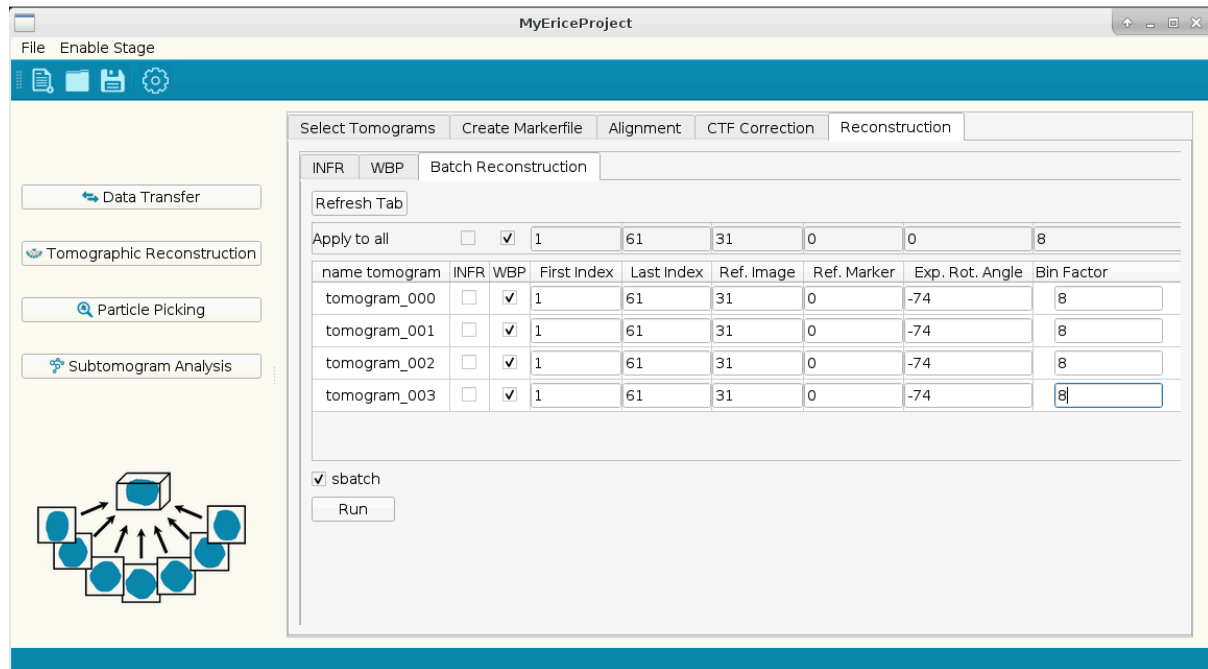 MyEriceProject
File Enable Stage
Select Tomograms Create Markerfile Alignment CTF Correction Reconstruction
INFR WBP Batch Reconstruction
Data Transfer
Refresh Tab
Apply to all 1 61 31 0 0 8
Tomographic Reconstruction
name tomogram INFR WBP First Index Last Index Ref. Image Ref. Marker Exp. Rot. Angle Bin Factor
tomogram_000 1 61 31 0 -74 8
Particle Picking
tomogram_001 1 61 31 0 -74 8
tomogram_002 1 61 31 0 -74 8
Subtomogram Analysis
tomogram_003 1 61 31 0 -74 8
sbatch
Run